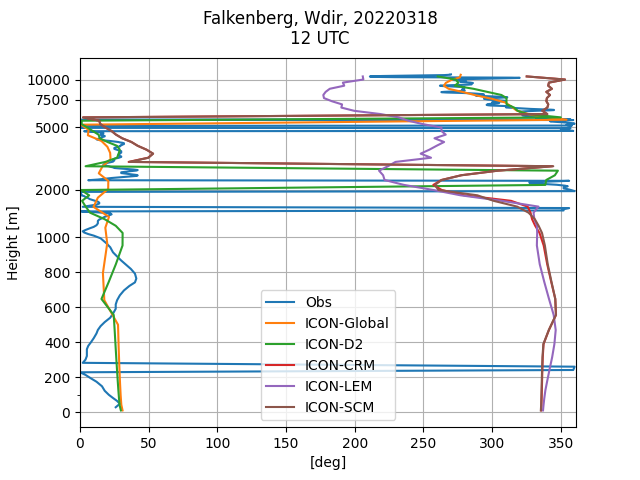 Falkenberg, Wdir, 20220318
12 UTC
10000
7500
5000
2000
1000
800
600
400
200
0
Height [m]
Obs
ICON-Global
ICON-D2
ICON-CRM
ICON-LEM
ICON-SCM
0 50 100 150 200 250 300 350
[deg]